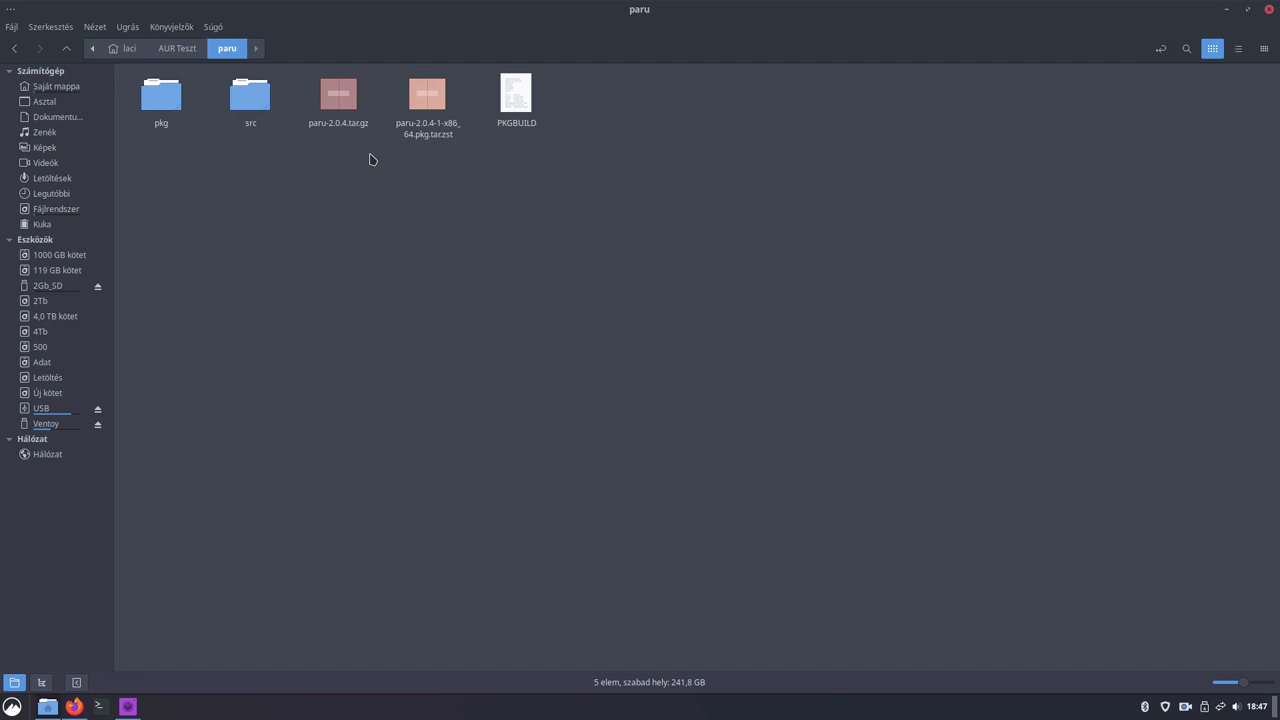 paru
Fájl Szerkesztés Nézet Ugrás Könyvjelzők Súgó
laci AUR Teszt paru
Számítógép
Saját mappa
Asztal
Dokumentu...
Zenék
Képek
Videók
Letöltések
Legutóbbi
Fájlrendszer
Kuka
Eszközök
1000 GB kötet
119 GB kötet
2Gb_SD
2Tb
4,0 TB kötet
4Tb
500
Adat
Letöltés
Új kötet
USB
Ventoy
Hálózat
Hálózat
pkg
src
paru-2.0.4.tar.gz
paru-2.0.4-1-x86_
64.pkg.tar.zst
PKGBUILD
5 elem, szabad hely: 241,8 GB
18:47